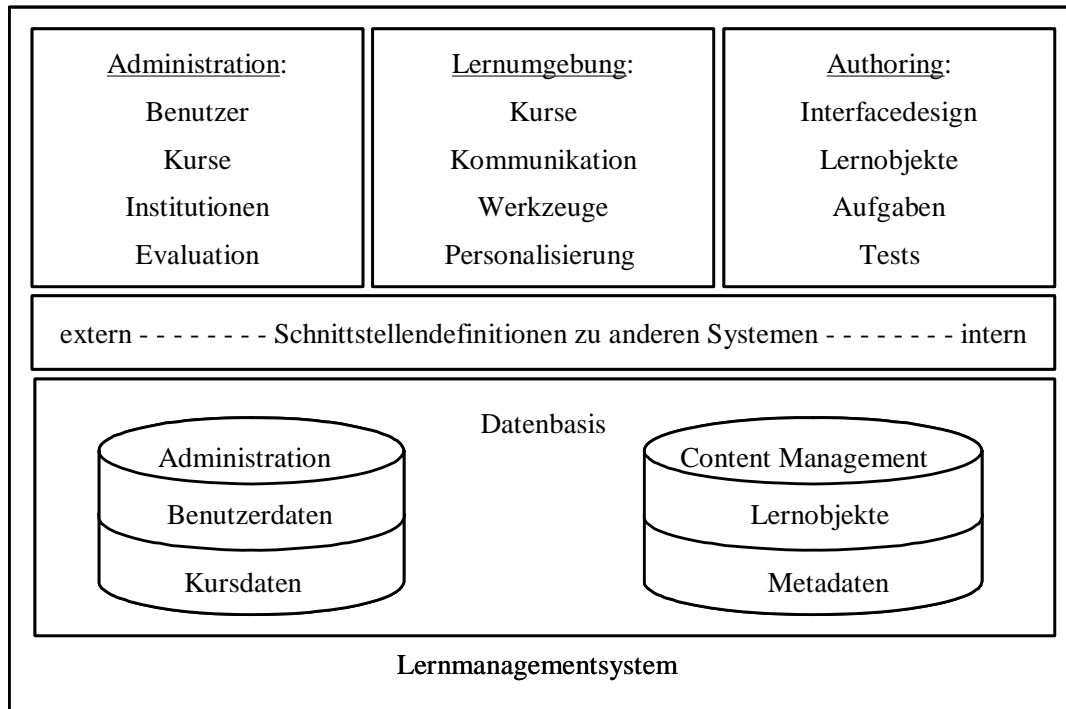 Administration:
Benutzer
Kurse
Institutionen
Evaluation
Lernumgebung:
Kurse
Kommunikation
Werkzeuge
Personalisierung
Authoring:
Interfacedesign
Lernobjekte
Aufgaben
Tests
extern - - - - - - - - Schnittstellendefinitionen zu anderen Systemen - - - - - - - - intern
Datenbasis
Administration
Benutzerdaten
Kursdaten
Content Management
Lernobjekte
Metadaten
Lernmanagementsystem